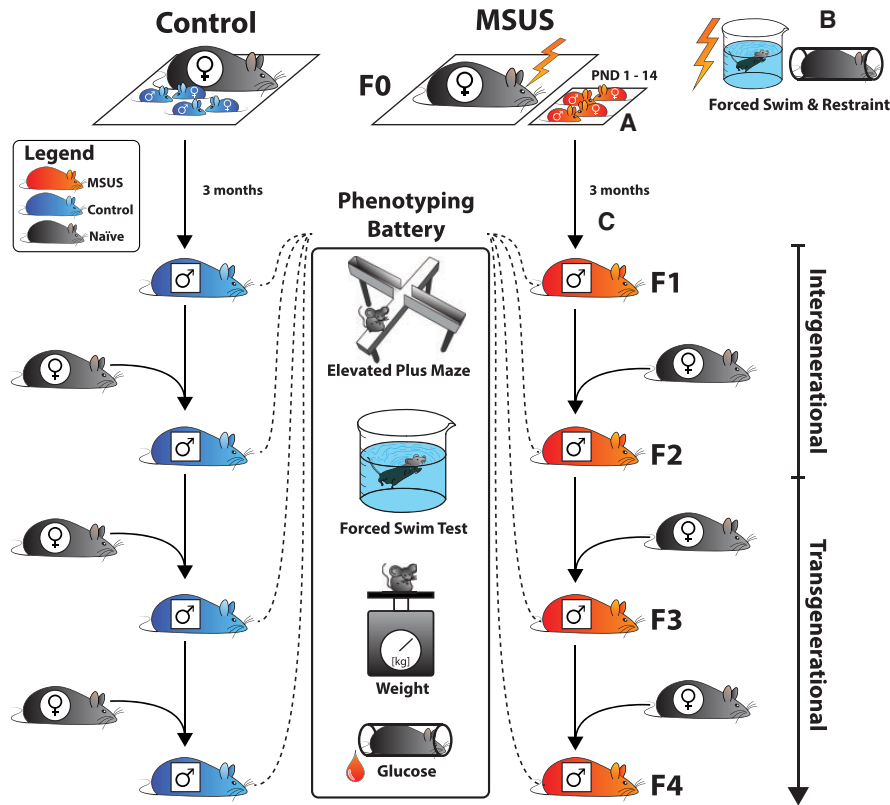 Control
MSUS
B
F0
PND 1 - 14
A
Forced Swim & Restraint
Legend
MSUS
Control
Naïve
3 months
3 months
Phenotyping
Battery
C
F1
Elevated Plus Maze
Intergenerational
F2
Forced Swim Test
F3
[kg]
Weight
Transgenerational
Glucose
F4